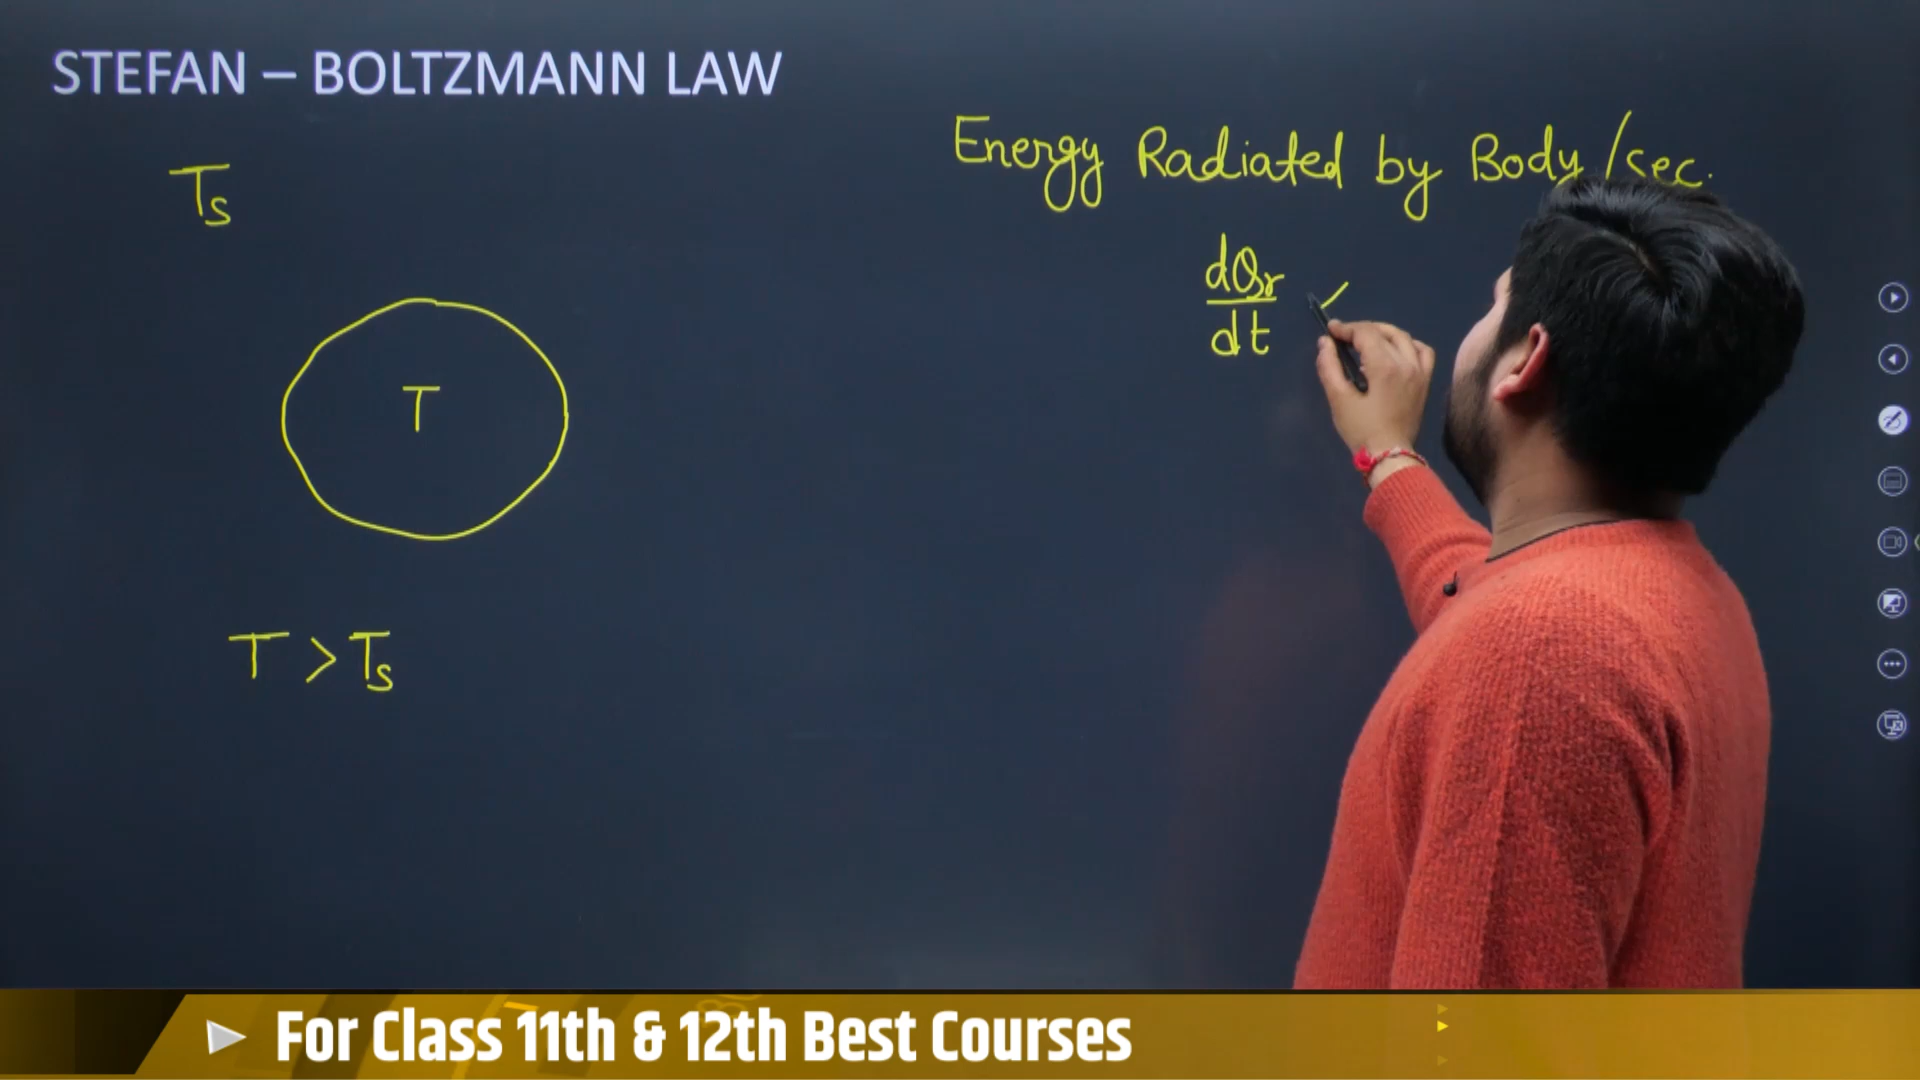 STEFAN – BOLTZMANN LAW
Energy Radiated by Body /sec.
Ts
dQr
dt
T
T > Ts
For Class 11th & 12th Best Courses